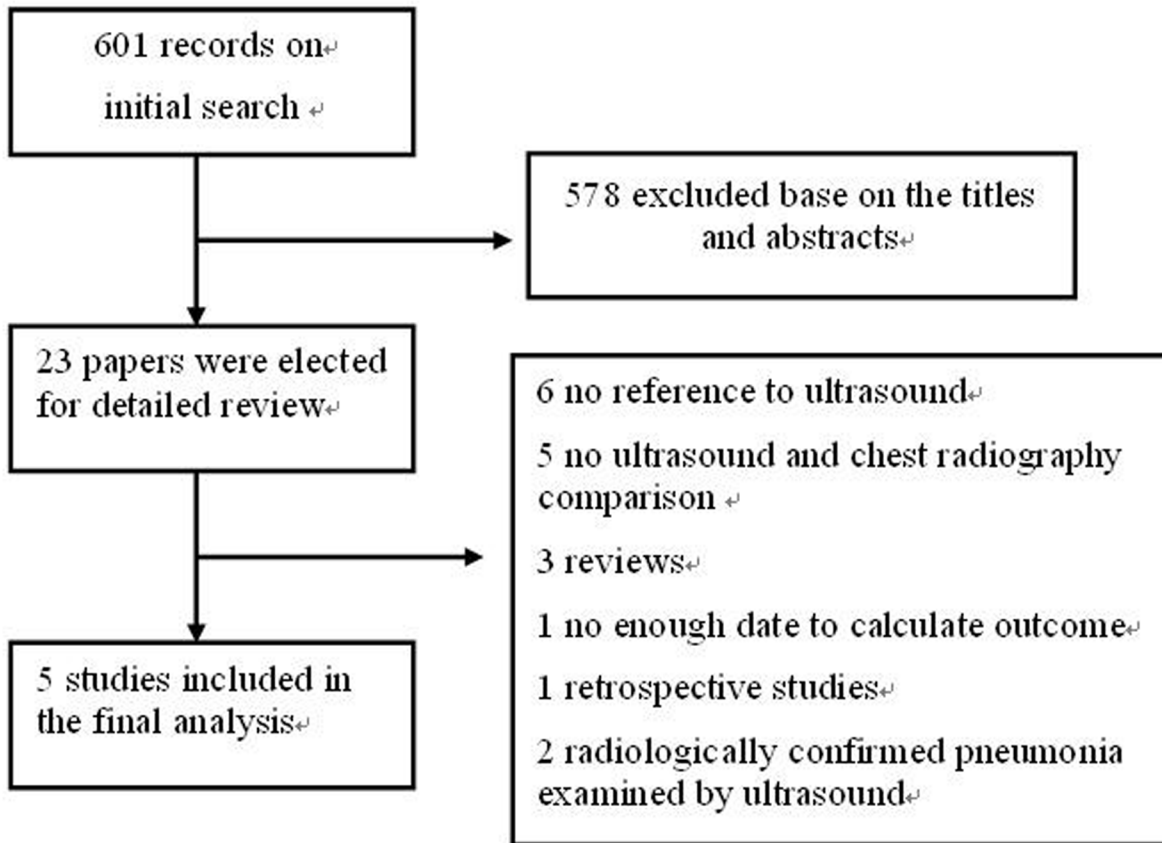 601 records on
initial search
578 excluded base on the titles
and abstracts
23 papers were elected
for detailed review
6 no reference to ultrasound
5 no ultrasound and chest radiography
comparison
3 reviews
1 no enough date to calculate outcome
1 retrospective studies
2 radiologically confirmed pneumonia
examined by ultrasound
5 studies included in
the final analysis